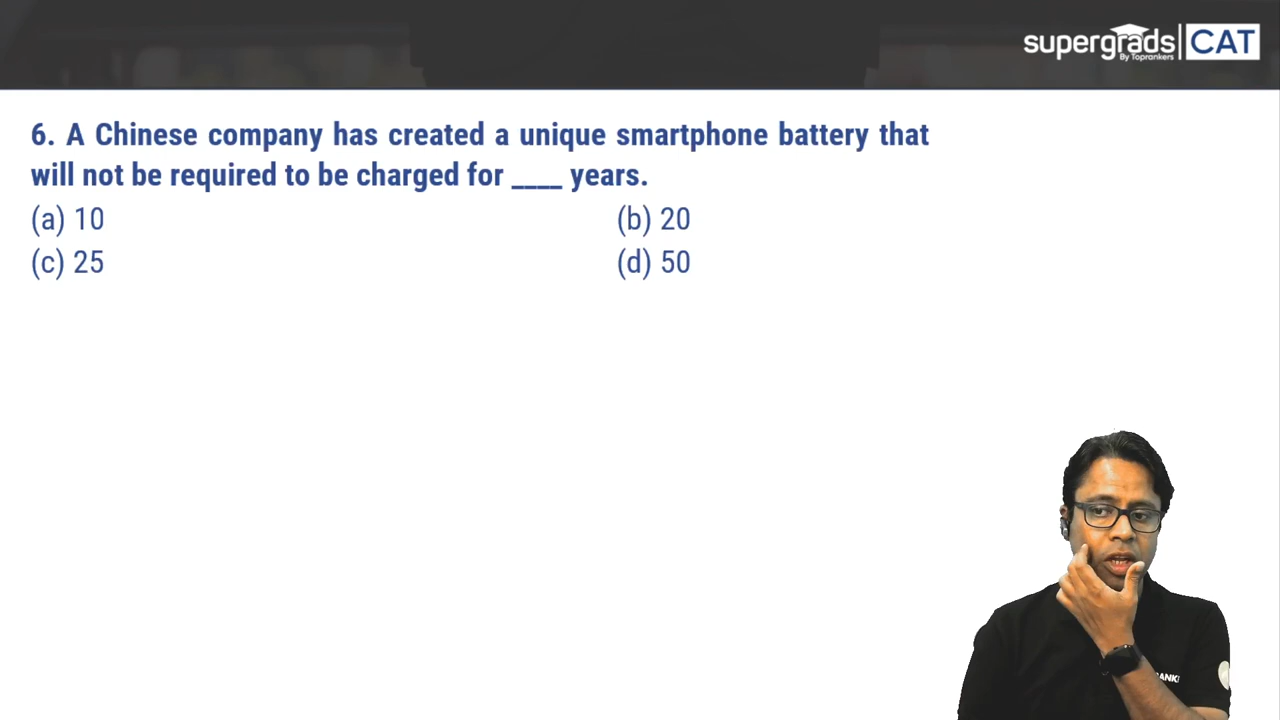 supergrads CAT
By Toprankers
6. A Chinese company has created a unique smartphone battery that
will not be required to be charged for ____ years.
(a) 10 (b) 20
(c) 25 (d) 50